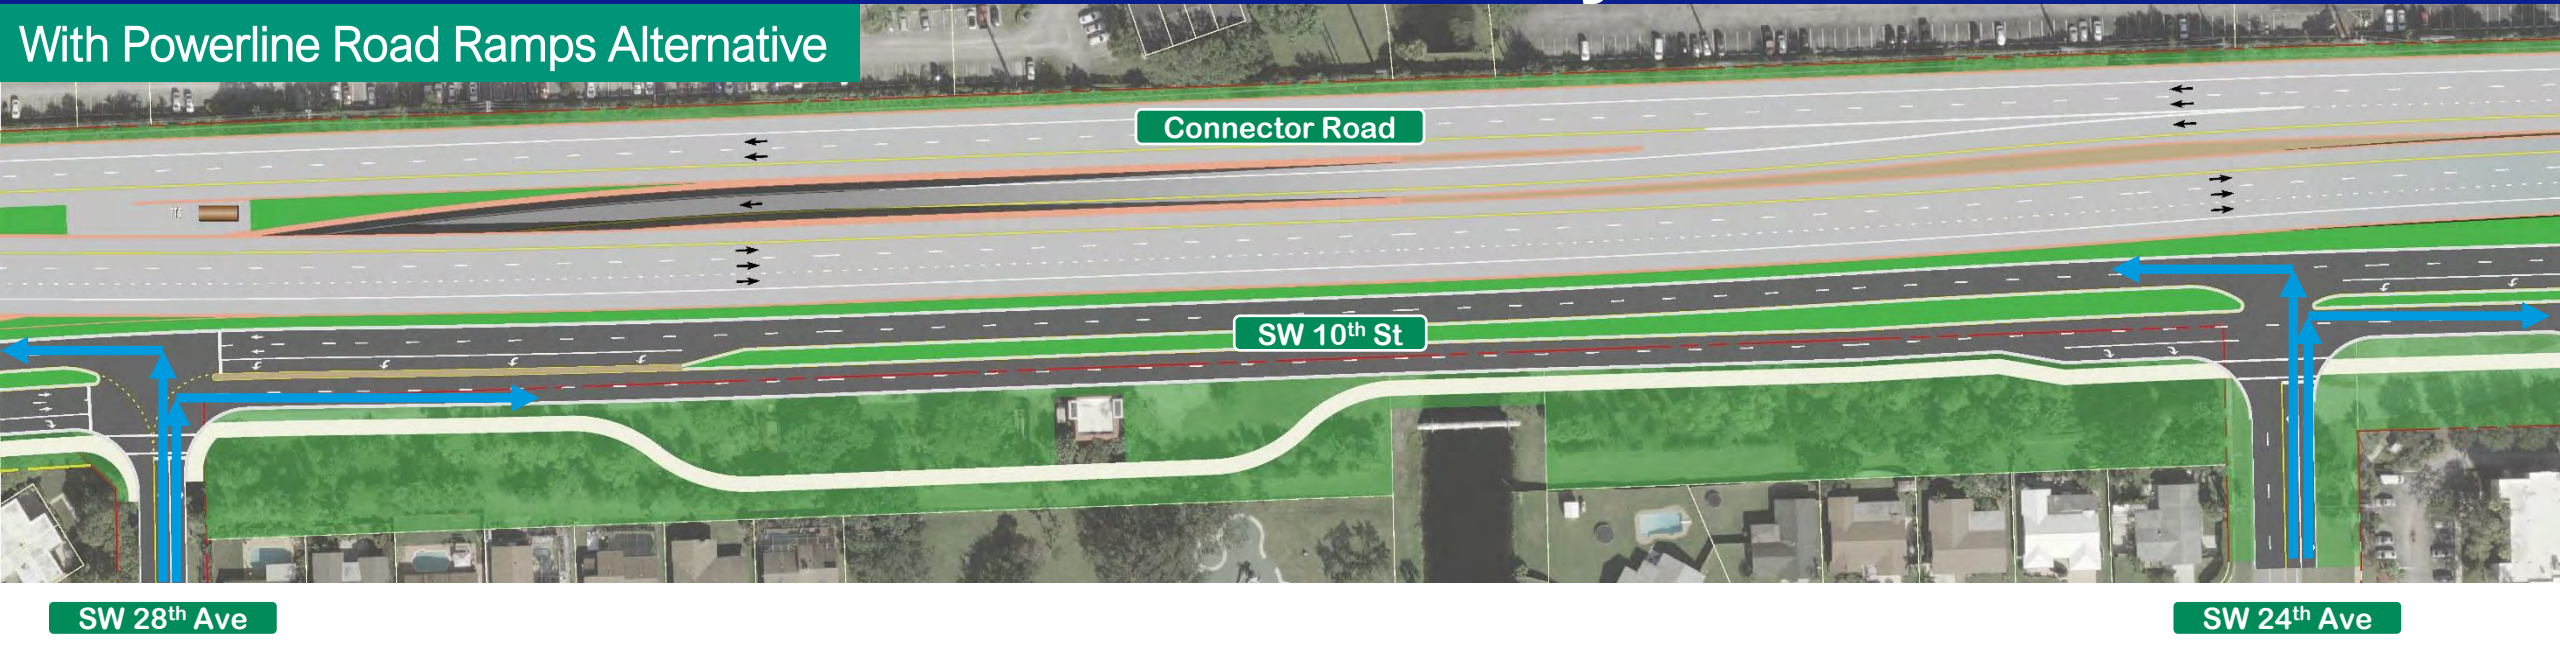 With Powerline Road Ramps Alternative
Connector Road
SW 10th St
SW 28th Ave
SW 24th Ave